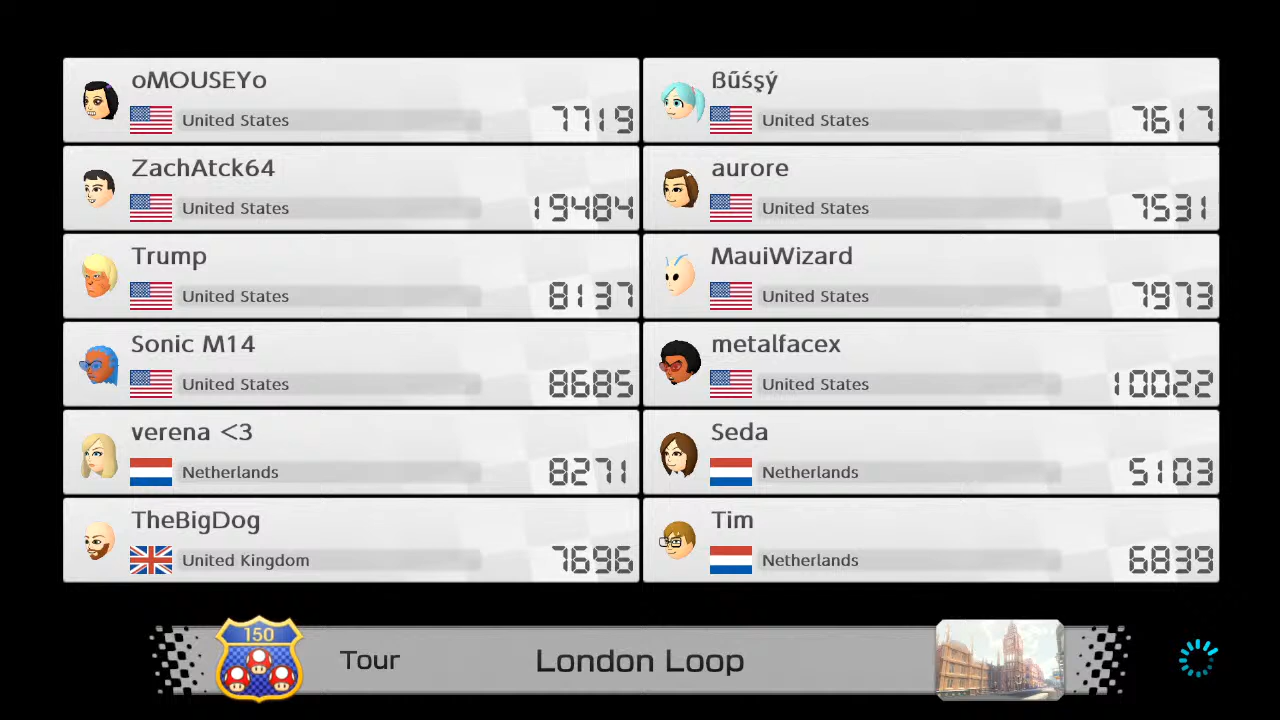 oMOUSEYo
United States
7719
ßűśşý
United States
7617
ZachAtck64
United States
19484
aurore
United States
7531
Trump
United States
8137
MauiWizard
United States
7973
Sonic M14
United States
8685
metalfacex
United States
10022
verena <3
Netherlands
8271
Seda
Netherlands
5103
TheBigDog
United Kingdom
7696
Tim
Netherlands
6839
150
Tour
London Loop